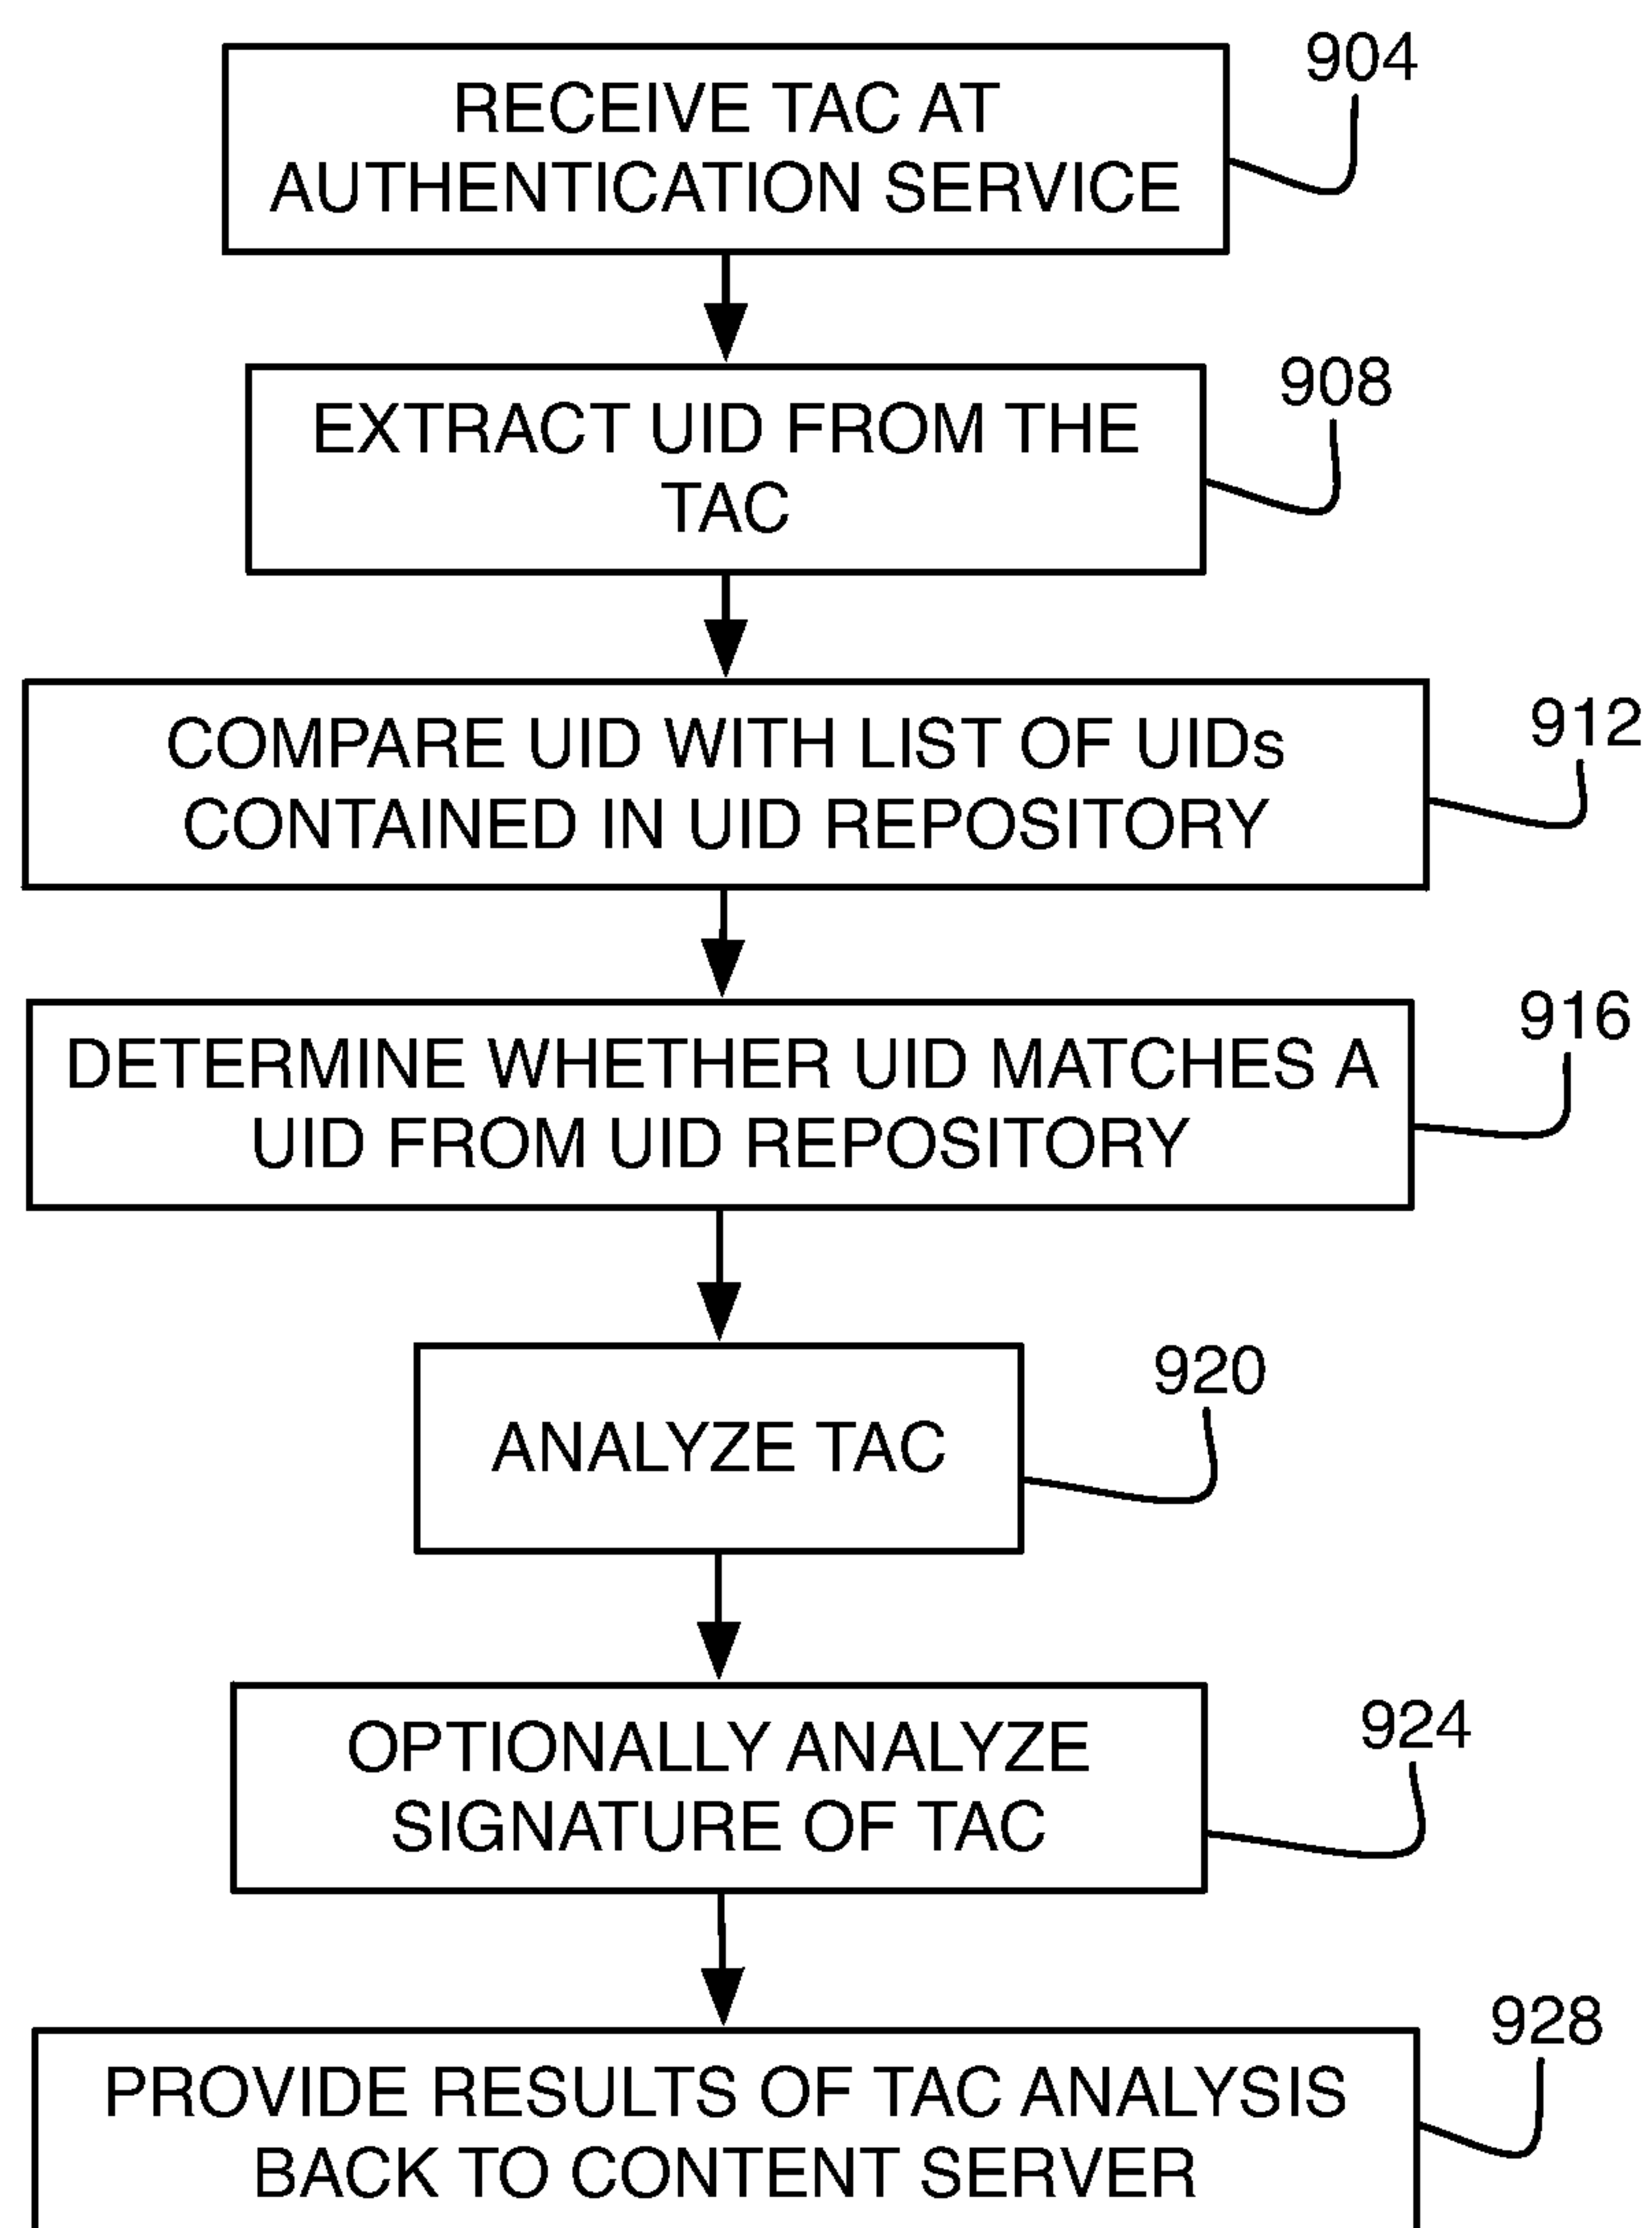 904
RECEIVE TAC AT
AUTHENTICATION SERVICE
908
EXTRACT UID FROM THE
TAC
912
COMPARE UID WITH LIST OF UIDs
CONTAINED IN UID REPOSITORY
916
DETERMINE WHETHER UID MATCHES A
UID FROM UID REPOSITORY
920
ANALYZE TAC
924
OPTIONALLY ANALYZE
SIGNATURE OF TAC
928
PROVIDE RESULTS OF TAC ANALYSIS
BACK TO CONTENT SERVER